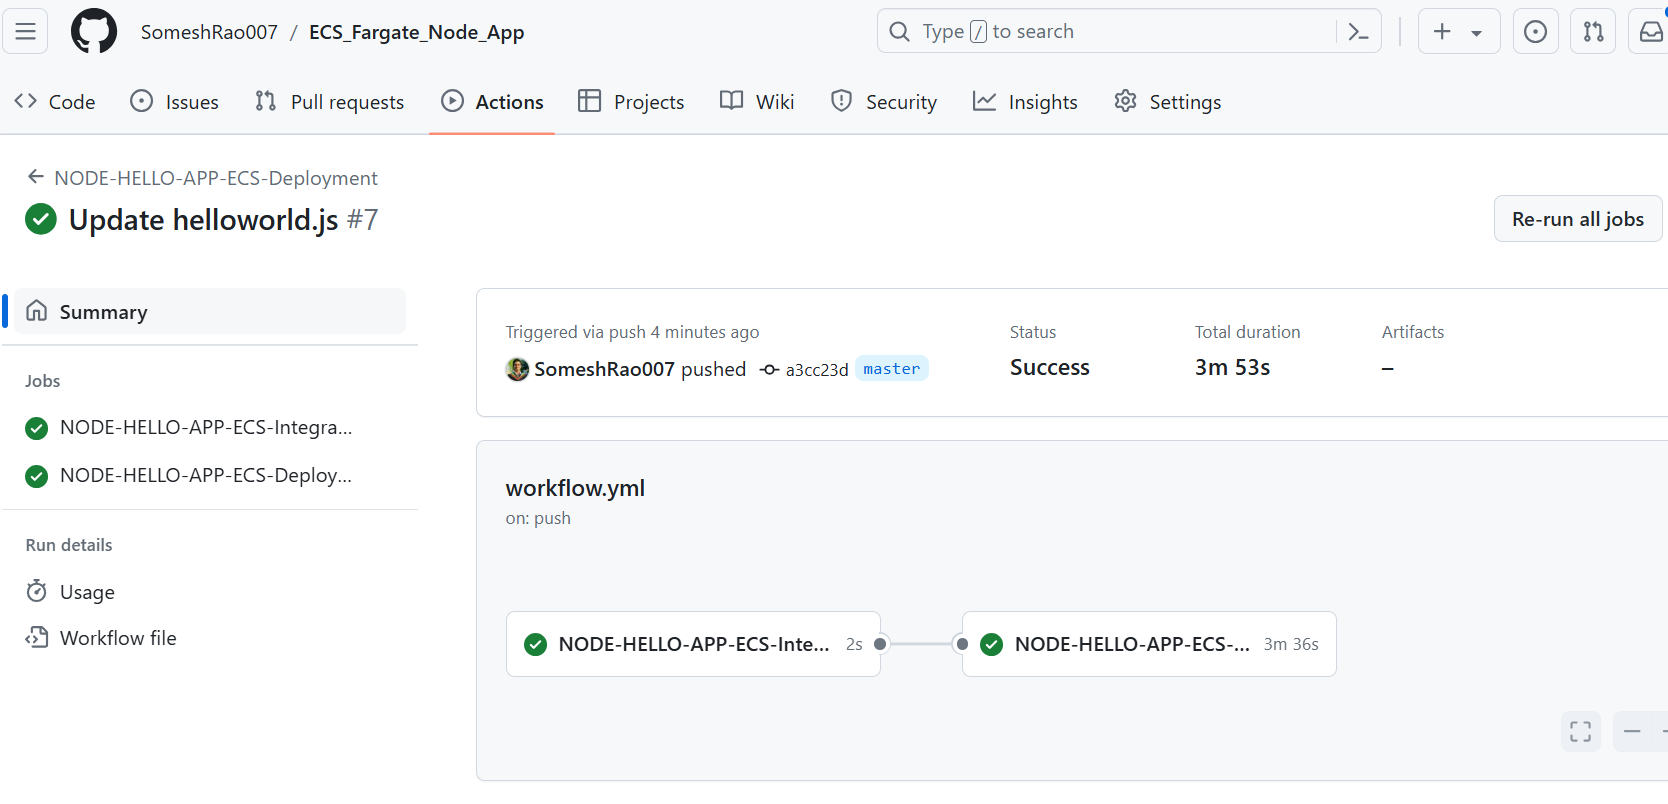 SomeshRao007 / ECS_Fargate_Node_App
Type / to search
Code
Issues
Pull requests
Actions
Projects
Wiki
Security
Insights
Settings
NODE-HELLO-APP-ECS-Deployment
Update helloworld.js #7
Re-run all jobs
Summary
Jobs
NODE-HELLO-APP-ECS-Integra...
NODE-HELLO-APP-ECS-Deploy...
Run details
Usage
Workflow file
Triggered via push 4 minutes ago
SomeshRao007 pushed a3cc23d master
Status
Success
Total duration
3m 53s
Artifacts
–
workflow.yml
on: push
NODE-HELLO-APP-ECS-Inte... 2s
NODE-HELLO-APP-ECS-... 3m 36s